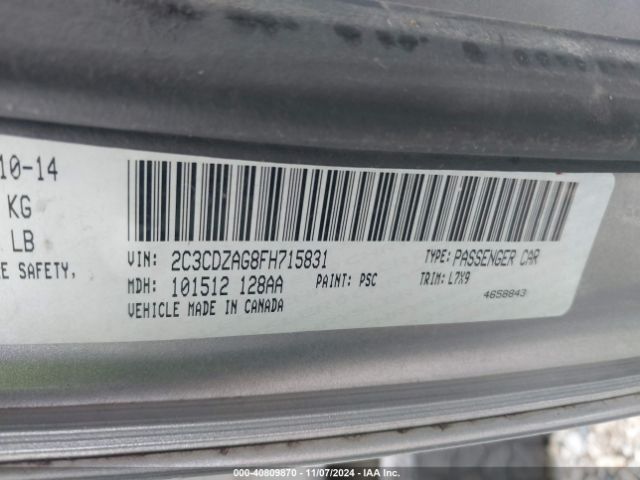 10-14
KG
LB
E SAFETY,
VIN: 2C3CDZAG8FH715831 TYPE: PASSENGER CAR
MDH: 101512 128AA PAINT: PSC TRIM: L7X9
VEHICLE MADE IN CANADA 4658843
000-40809870 - 11/07/2024 - IAA Inc.